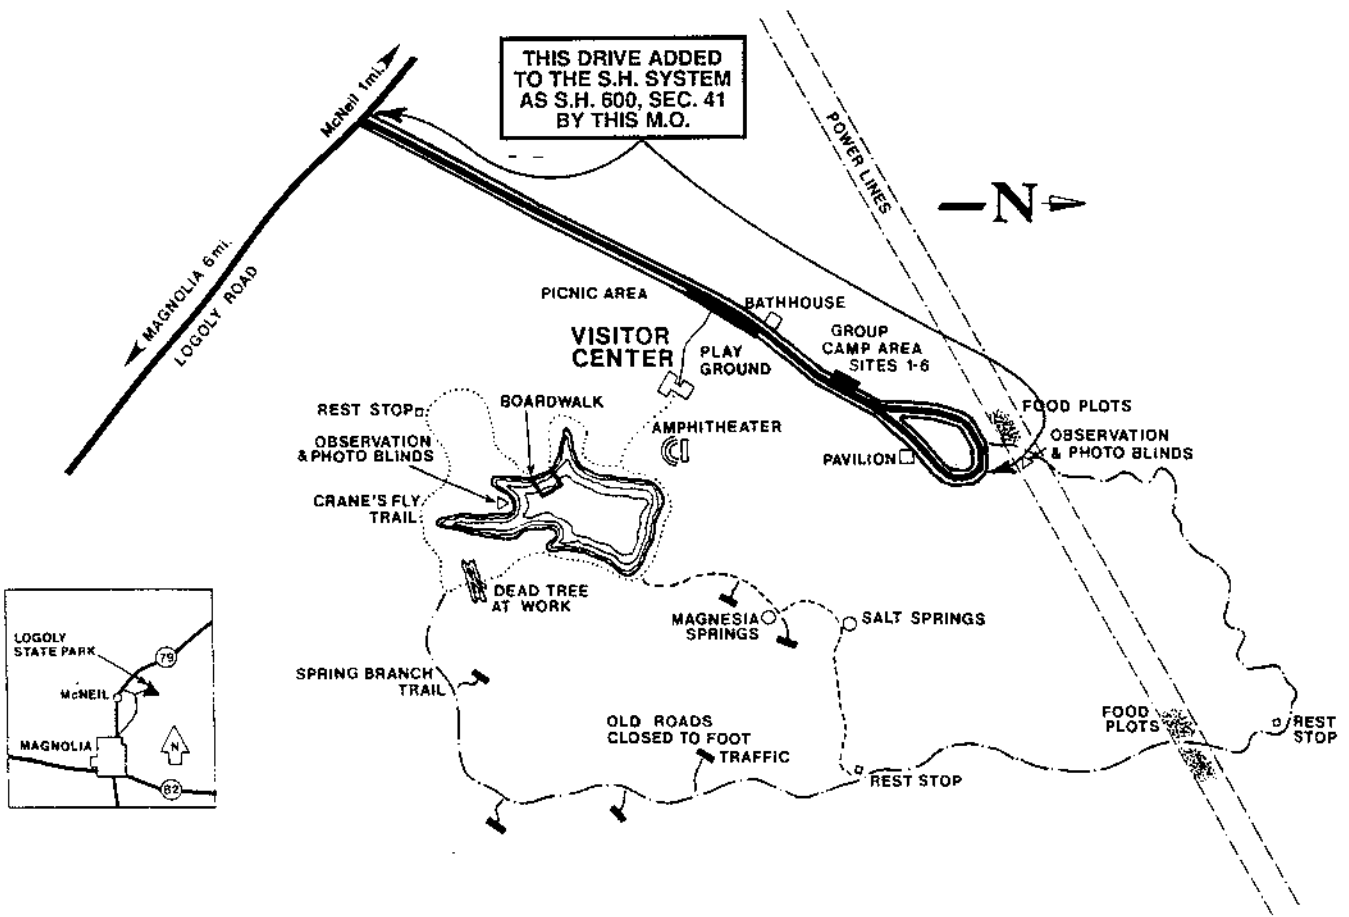 THIS DRIVE ADDED
TO THE S.H. SYSTEM
AS S.H. 600, SEC. 41
BY THIS M.O.
McNeil 1mi.
POWER LINES
N
MAGNOLIA 6mi.
LOGOLY ROAD
PICNIC AREA
BATHHOUSE
VISITOR
CENTER
PLAY
GROUND
GROUP
CAMP AREA
SITES 1-6
REST STOP
BOARDWALK
FOOD PLOTS
OBSERVATION
& PHOTO BLINDS
AMPHITHEATER
OBSERVATION
& PHOTO BLINDS
PAVILION
CRANE'S FLY
TRAIL
DEAD TREE
AT WORK
MAGNESIA
SPRINGS
SALT SPRINGS
SPRING BRANCH
TRAIL
OLD ROADS
CLOSED TO FOOT
TRAFFIC
FOOD
PLOTS
REST
STOP
REST STOP
LOGOLY
STATE PARK
79
McNEIL
MAGNOLIA
N
82